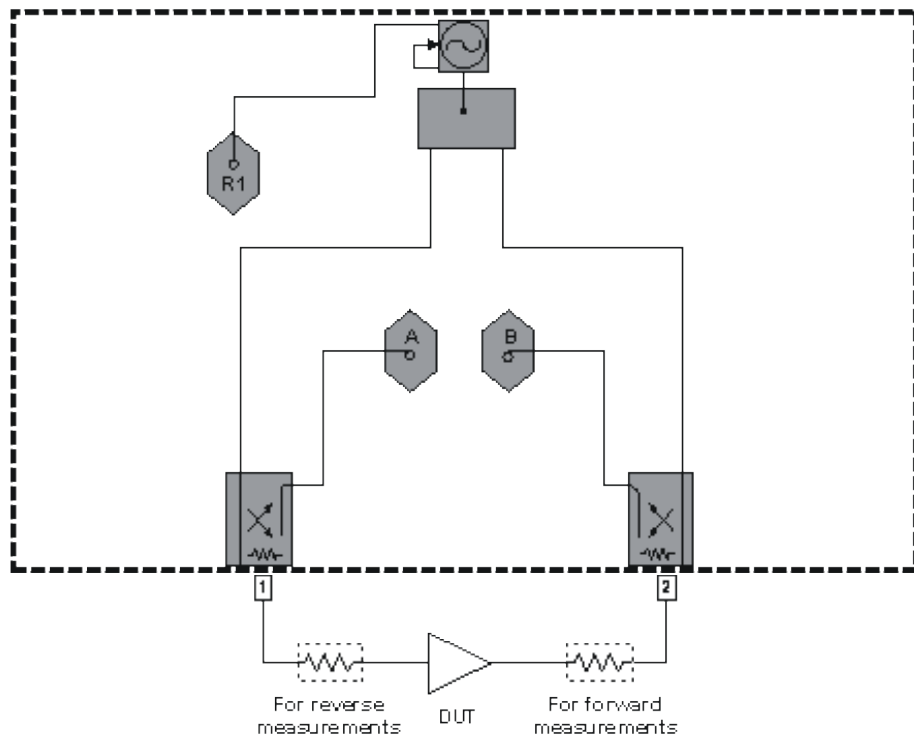 R1
A
B
1
2
For reverse
measurements
DUT
For forward
measurements